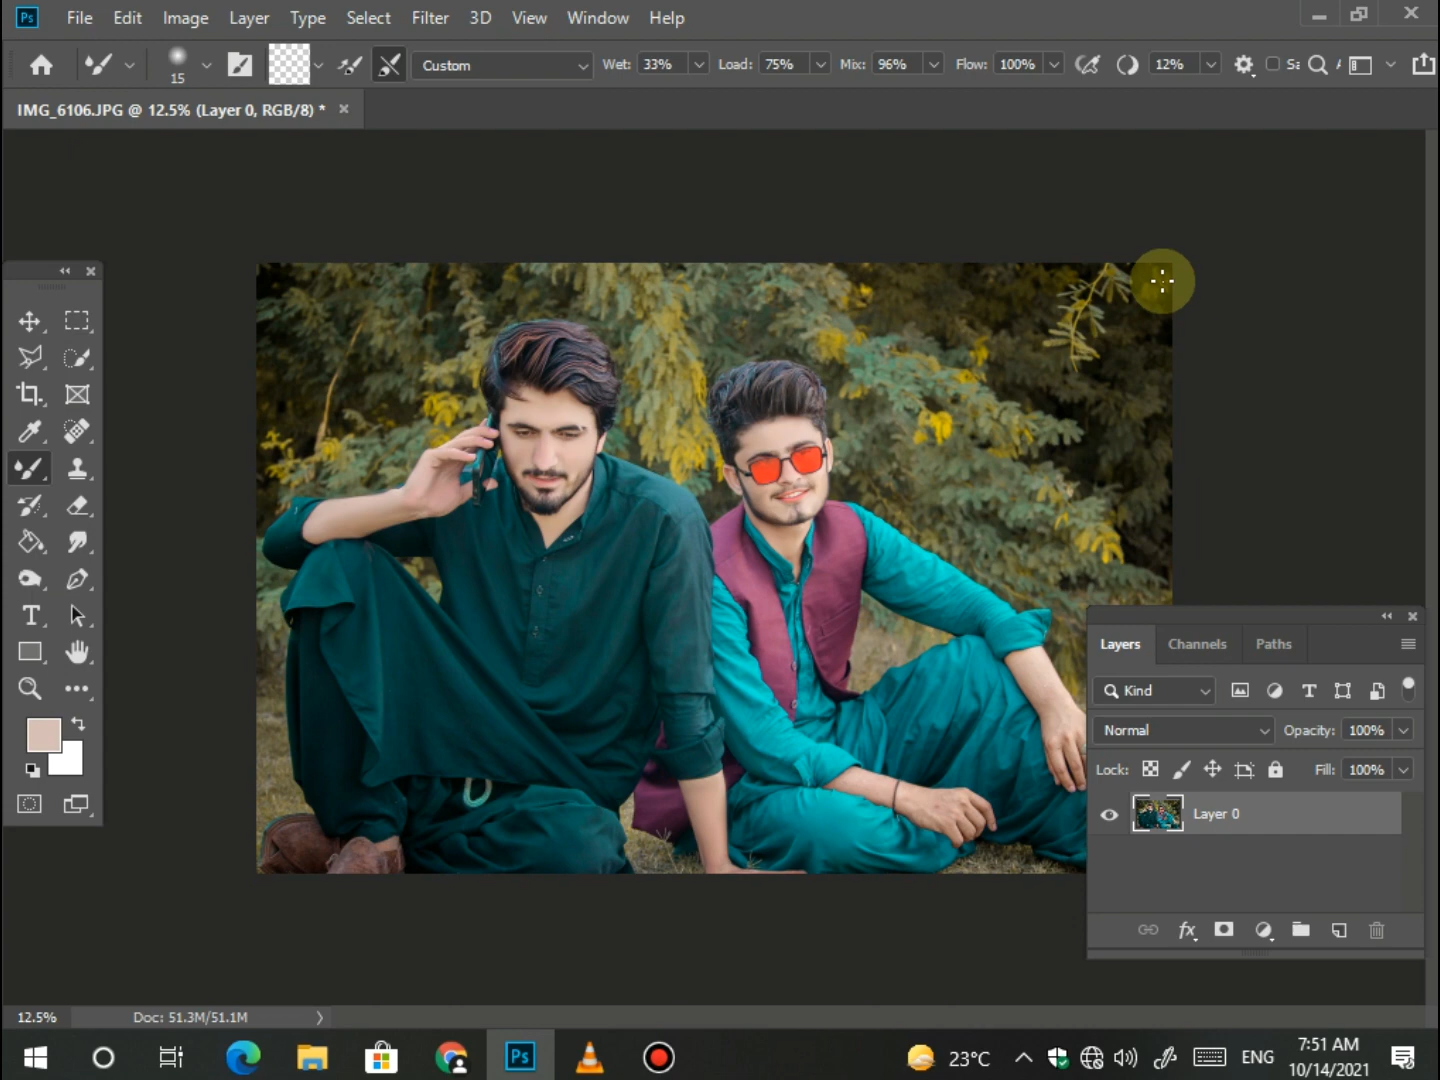 Ps File Edit Image Layer Type Select Filter 3D View Window Help
15 Custom Wet: 33% Load: 75% Mix: 96% Flow: 100% 12%
IMG_6106.JPG @ 12.5% (Layer 0, RGB/8) *
Layers Channels Paths
Kind
Normal Opacity: 100%
Lock: Fill: 100%
Layer 0
fx
12.5% Doc: 51.3M/51.1M
Ps 23°C ENG 7:51 AM
10/14/2021